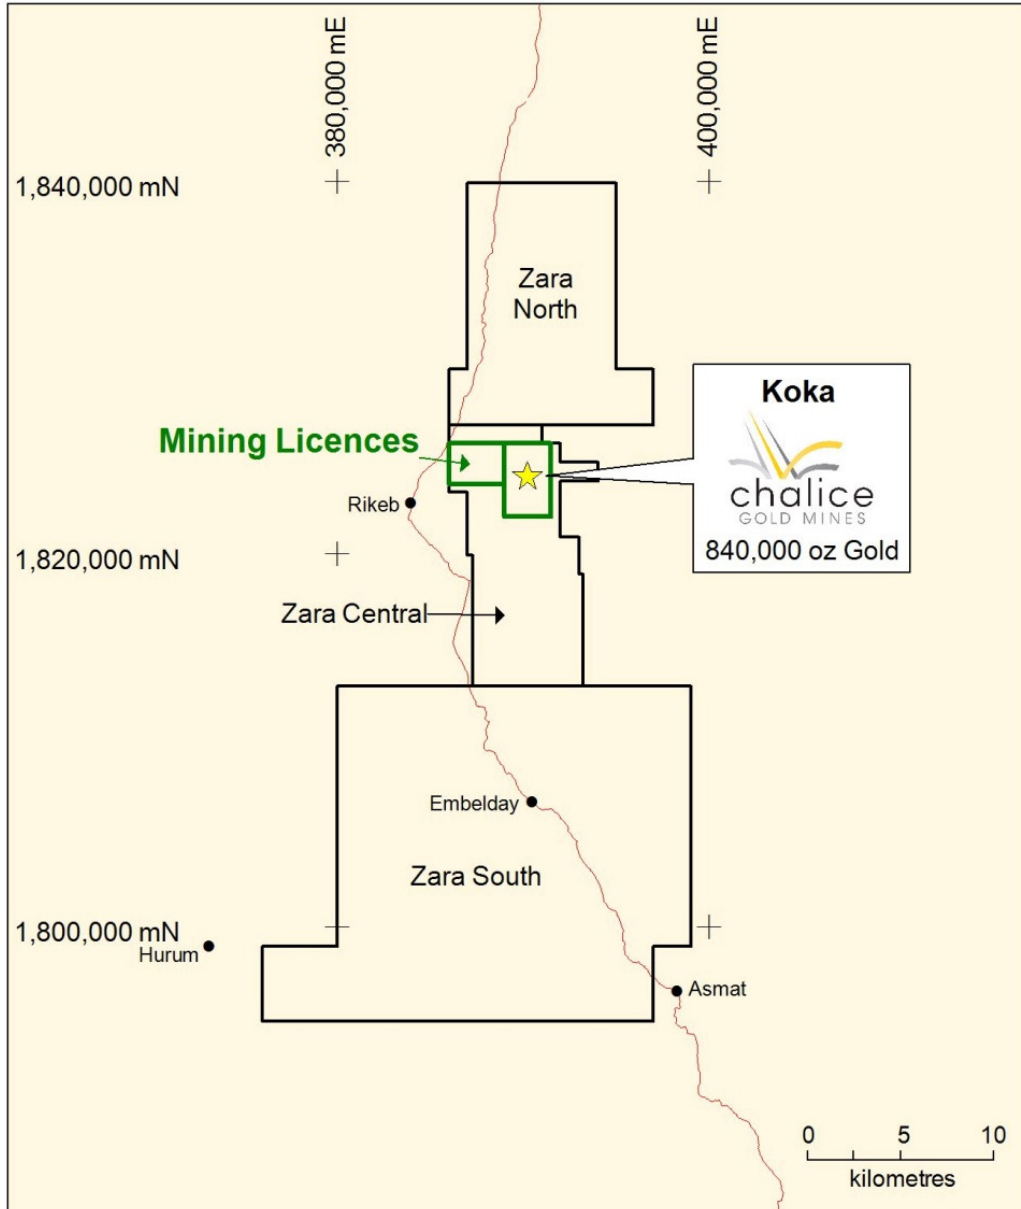 380,000 mE
400,000 mE
1,840,000 mN
Zara
North
Koka
chalice
GOLD MINES
840,000 oz Gold
Mining Licences
Rikeb
1,820,000 mN
Zara Central
Embelday
Zara South
1,800,000 mN
Hurum
Asmat
0 5 10
kilometres